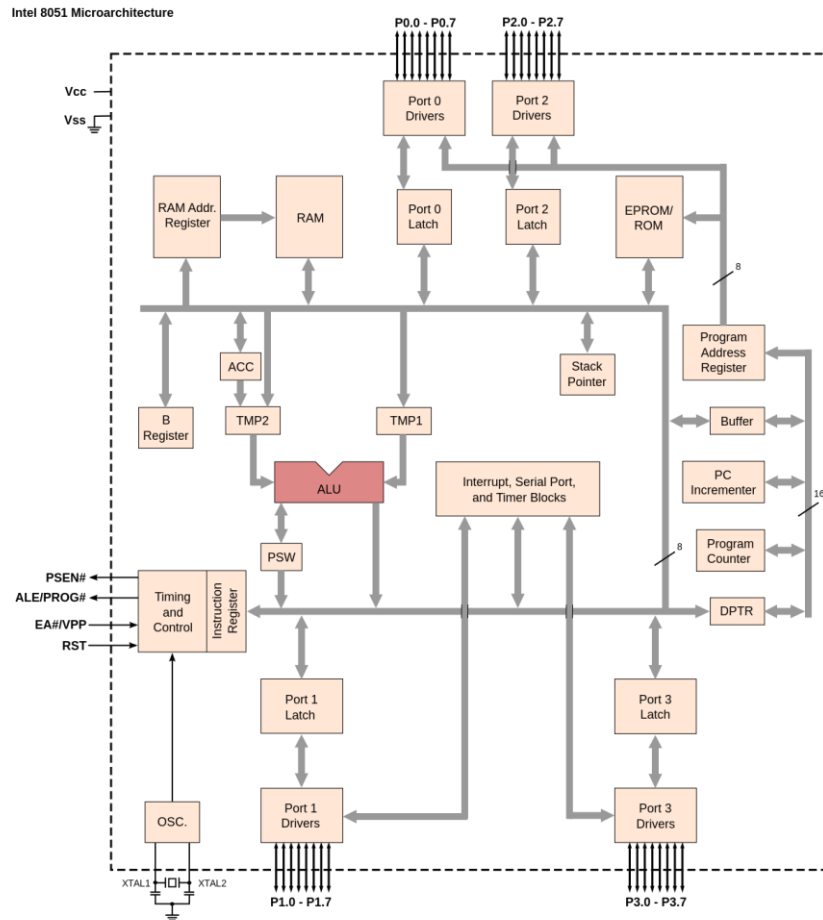 Intel 8051 Microarchitecture
P0.0 - P0.7
P2.0 - P2.7
Vcc
Vss
Port 0
Drivers
Port 2
Drivers
RAM Addr.
Register
RAM
Port 0
Latch
Port 2
Latch
EPROM/
ROM
8
Program
Address
Register
ACC
Stack
Pointer
B
Register
TMP2
TMP1
Buffer
ALU
Interrupt, Serial Port,
and Timer Blocks
PC
Incrementer
16
PSW
8
Program
Counter
PSEN#
ALE/PROG#
EA#/VPP
RST
Timing
and
Control
Instruction
Register
DPTR
Port 1
Latch
Port 3
Latch
OSC.
Port 1
Drivers
Port 3
Drivers
XTAL1
XTAL2
P1.0 - P1.7
P3.0 - P3.7